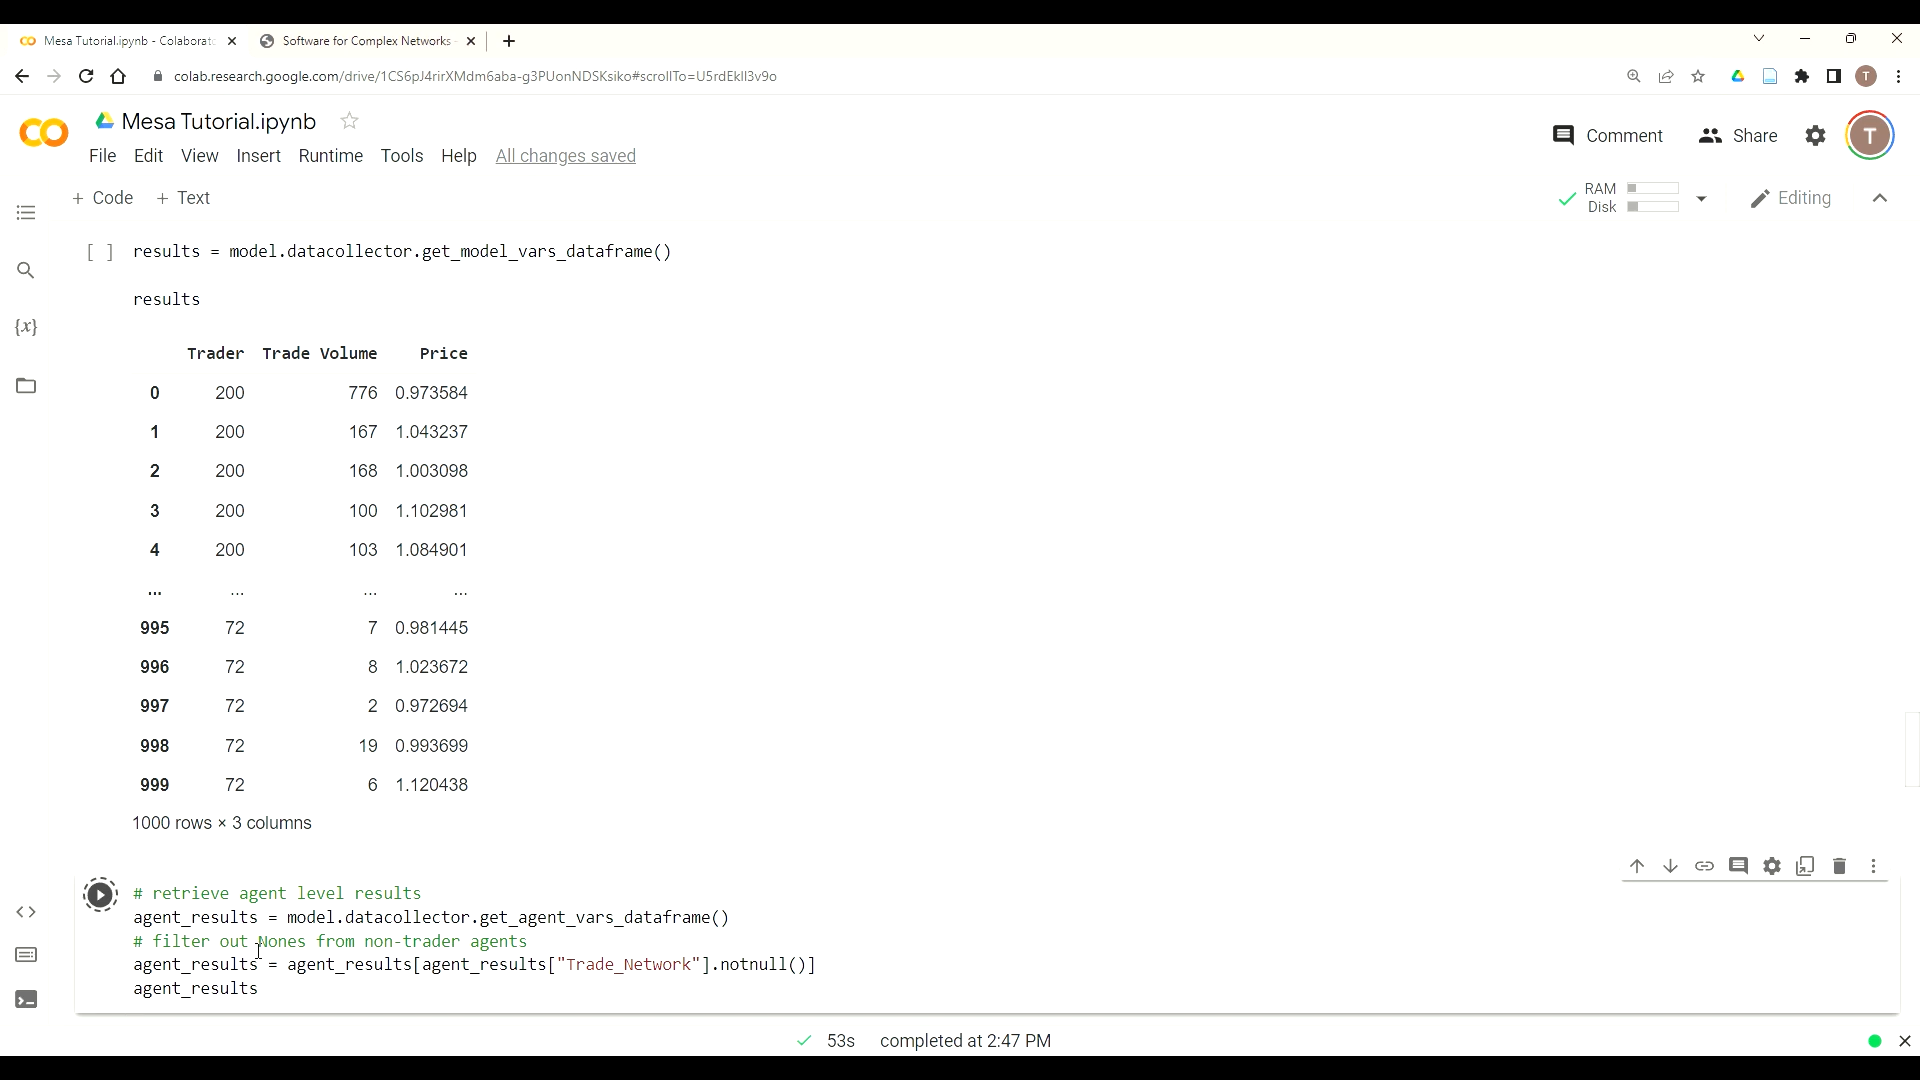 Mesa Tutorial.ipynb - Colaborato
Software for Complex Networks -
colab.research.google.com/drive/1CS6pJ4rirXMdm6aba-g3PUonNDSKsiko#scrollTo=U5rdEkII3v9o
T
CO
Mesa Tutorial.ipynb
Comment
Share
T
File Edit View Insert Runtime Tools Help All changes saved
+ Code + Text
RAM
Disk
Editing
[ ] results = model.datacollector.get_model_vars_dataframe()
results
{x}
Trader Trade Volume Price
0 200 776 0.973584
1 200 167 1.043237
2 200 168 1.003098
3 200 100 1.102981
4 200 103 1.084901
... ... ... ...
995 72 7 0.981445
996 72 8 1.023672
997 72 2 0.972694
998 72 19 0.993699
999 72 6 1.120438
1000 rows × 3 columns
# retrieve agent level results
agent_results = model.datacollector.get_agent_vars_dataframe()
# filter out Nones from non-trader agents
agent_results = agent_results[agent_results["Trade_Network"].notnull()]
agent_results
53s completed at 2:47 PM